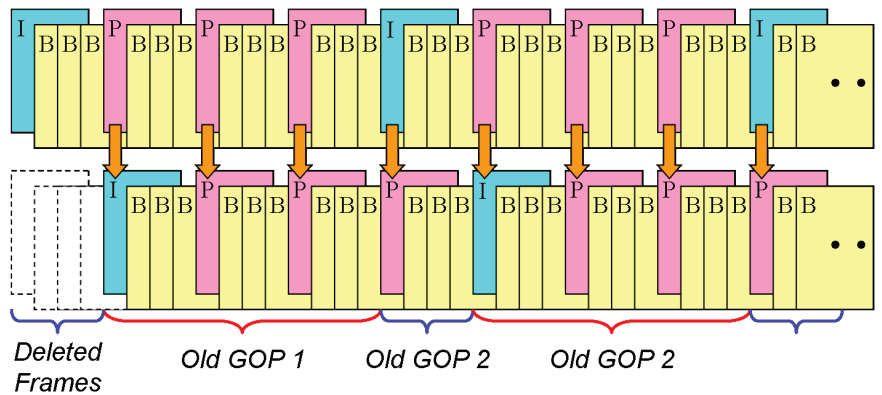 I B B B P B B B P B B B P B B B I B B B P B B B P B B B P B B B I B B
I B B B P B B B P B B B P B B B I B B B P B B B P B B B P B B
Deleted Frames
Old GOP 1
Old GOP 2
Old GOP 2